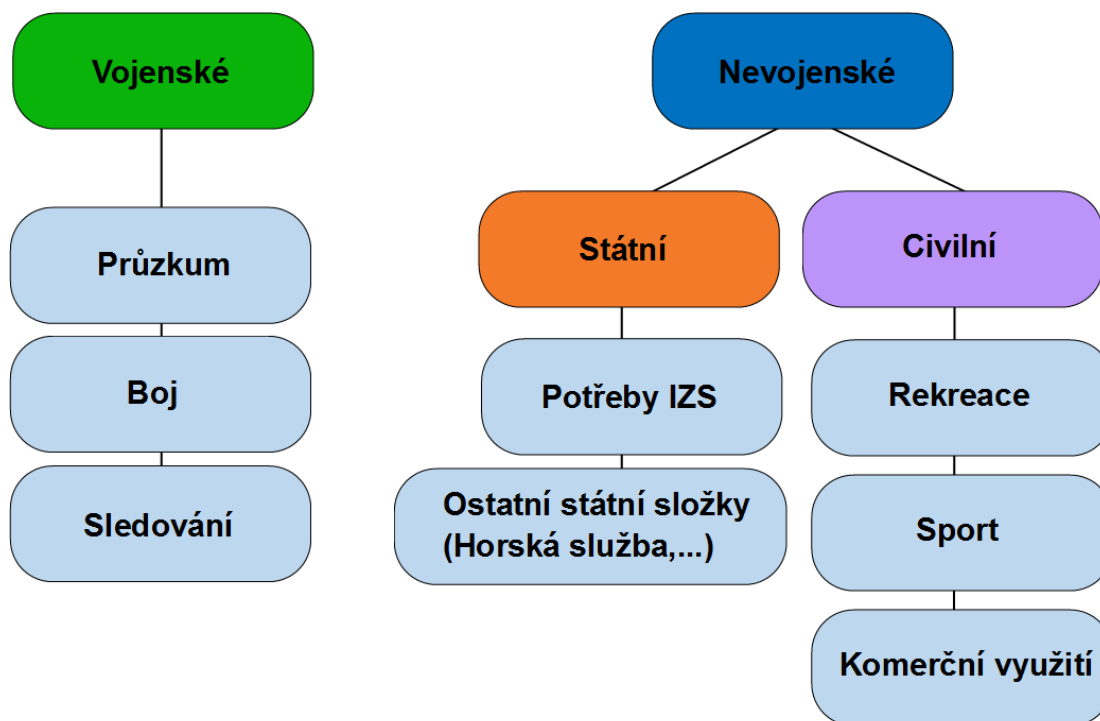 Vojenské
Nevojenské
Státní
Civilní
Průzkum
Boj
Sledování
Potřeby IZS
Ostatní státní složky
(Horská služba,...)
Rekreace
Sport
Komerční využití